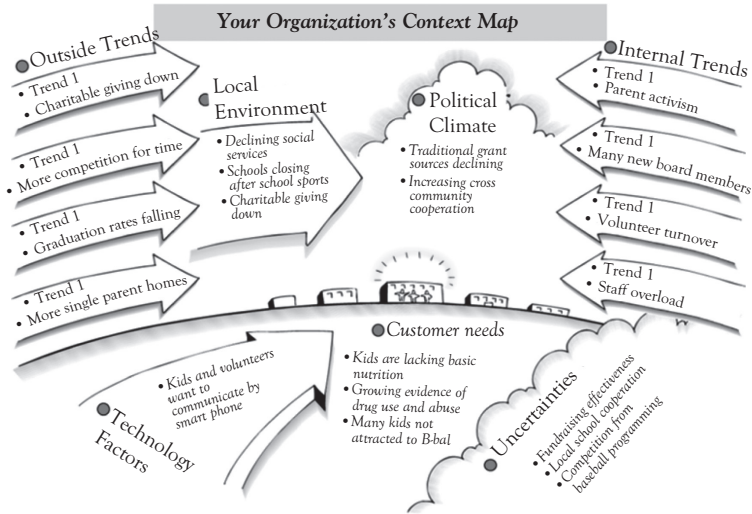 Your Organization's Context Map
Outside Trends
• Trend 1
• Charitable giving down
• Trend 1
• More competition for time
• Trend 1
• Graduation rates falling
• Trend 1
• More single parent homes
Local
Environment
• Declining social
services
• Schools closing
after school sports
• Charitable giving
down
Political
Climate
• Traditional grant
sources declining
• Increasing cross
community
cooperation
Internal Trends
• Trend 1
• Parent activism
• Trend 1
• Many new board members
• Trend 1
• Volunteer turnover
• Trend 1
• Staff overload
Technology
Factors
• Kids and volunteers
want to
communicate by
smart phone
Customer needs
• Kids are lacking basic
nutrition
• Growing evidence of
drug use and abuse
• Many kids not
attracted to B-bal
Uncertainties
• Fundraising effectiveness
• Local school cooperation
• Competition from
baseball programming